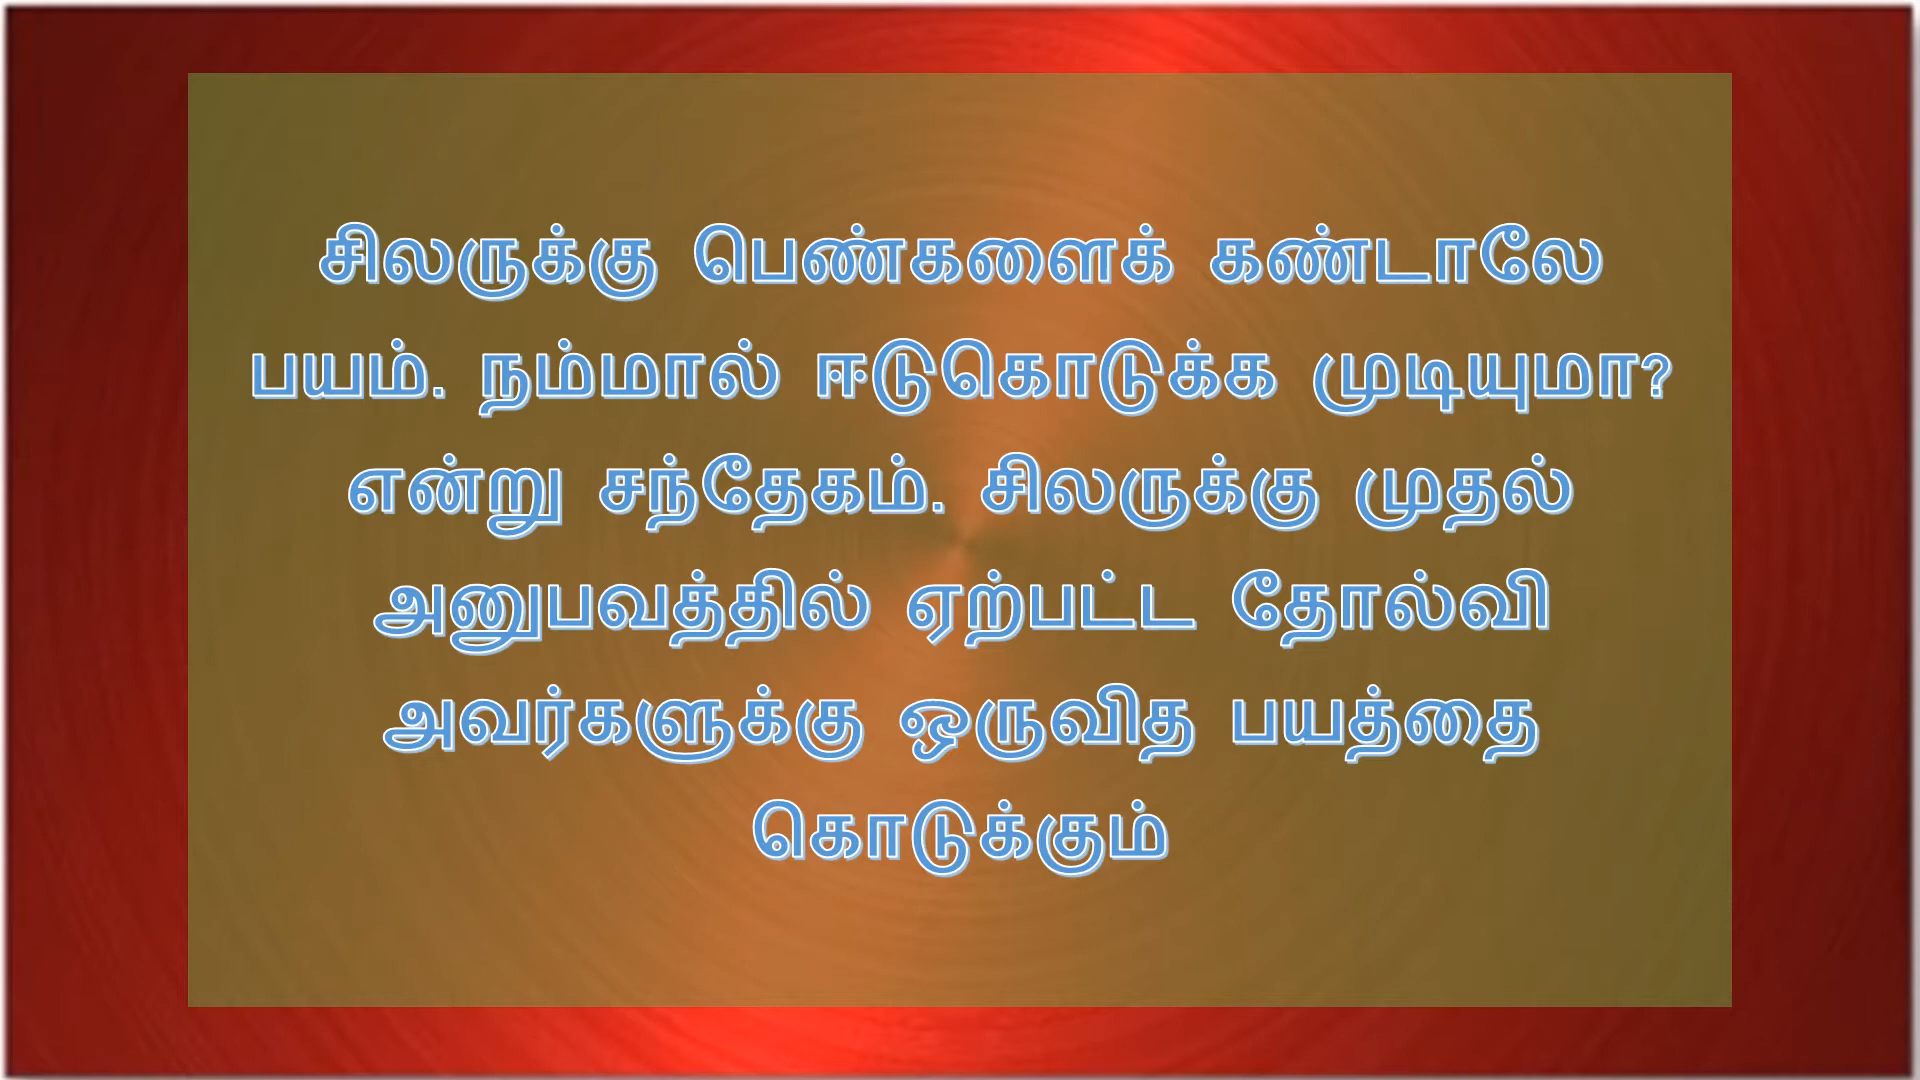 சிலருக்கு பெண்களைக் கண்டாலே
பயம். நம்மால் ஈடுகொடுக்க முடியுமா?
என்று சந்தேகம். சிலருக்கு முதல்
அனுபவத்தில் ஏற்பட்ட தோல்வி
அவர்களுக்கு ஒருவித பயத்தை
கொடுக்கும்